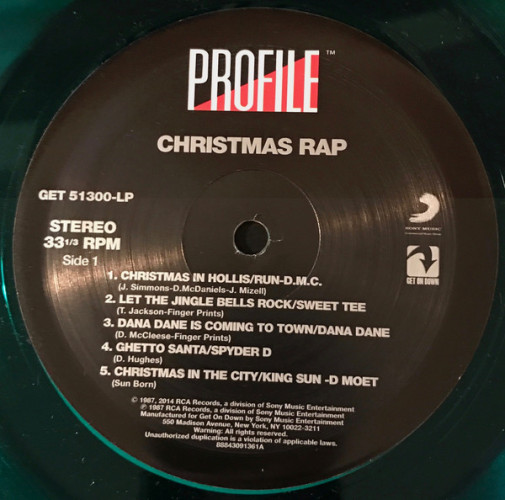 PROFILE™
CHRISTMAS RAP
GET 51300-LP
STEREO
33 1/3 RPM
Side 1
SONY MUSIC
GET ON DOWN
1. CHRISTMAS IN HOLLIS/RUN-D.M.C.
(J. Simmons-D.McDaniels-J. Mizell)
2. LET THE JINGLE BELLS ROCK/SWEET TEE
(T. Jackson-Finger Prints)
3. DANA DANE IS COMING TO TOWN/DANA DANE
(D. McCleese-Finger Prints)
4. GHETTO SANTA/SPYDER D
(D. Hughes)
5. CHRISTMAS IN THE CITY/KING SUN -D MOET
(Sun Born)
© 1987, 2014 RCA Records, a division of Sony Music Entertainment
℗ 1987 RCA Records, a division of Sony Music Entertainment
Manufactured for Get On Down by Sony Music Entertainment
550 Madison Avenue, New York, NY 10022-3211
Warning: All rights reserved.
Unauthorized duplication is a violation of applicable laws.
88843091361A